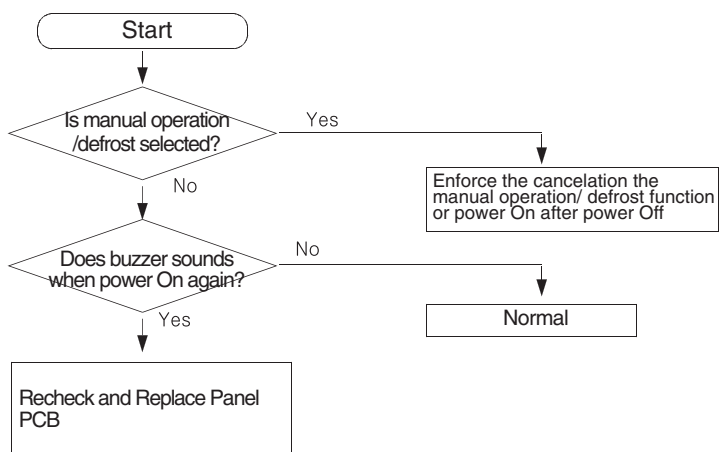 Start
Is manual operation
/defrost selected?
Yes
No
Enforce the cancelation the
manual operation/ defrost function
or power On after power Off
Does buzzer sounds
when power On again?
No
Yes
Normal
Recheck and Replace Panel
PCB